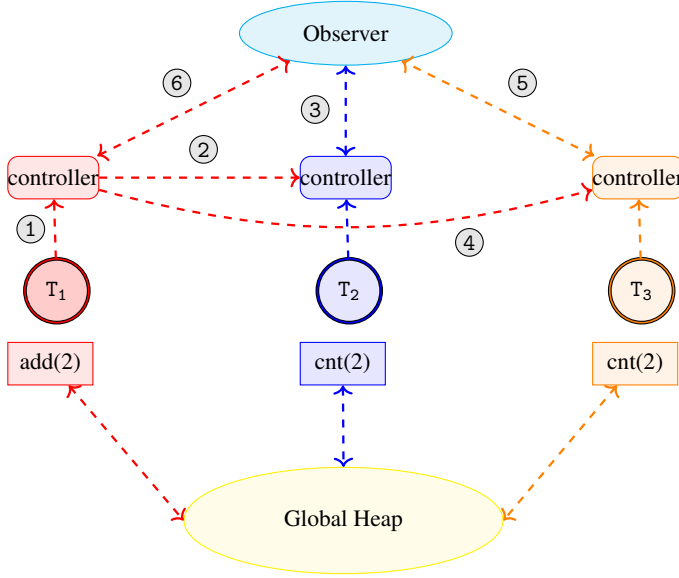 Observer
6
5
3
2
controller
controller
controller
1
4
T1
T2
T3
add(2)
cnt(2)
cnt(2)
Global Heap